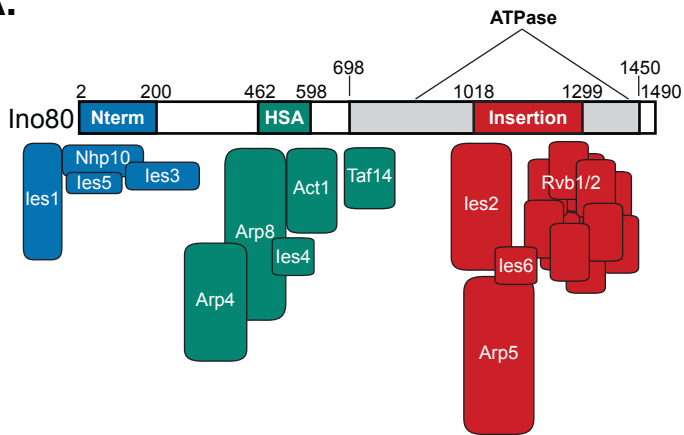 A.
ATPase
698
1450
2 200 462 598 1018 1299 1490
Ino80 Nterm HSA Insertion
Nhp10
Ies5
Ies3
Ies1
Act1
Taf14
Arp8
Ies4
Arp4
Ies2
Rvb1/2
Ies6
Arp5